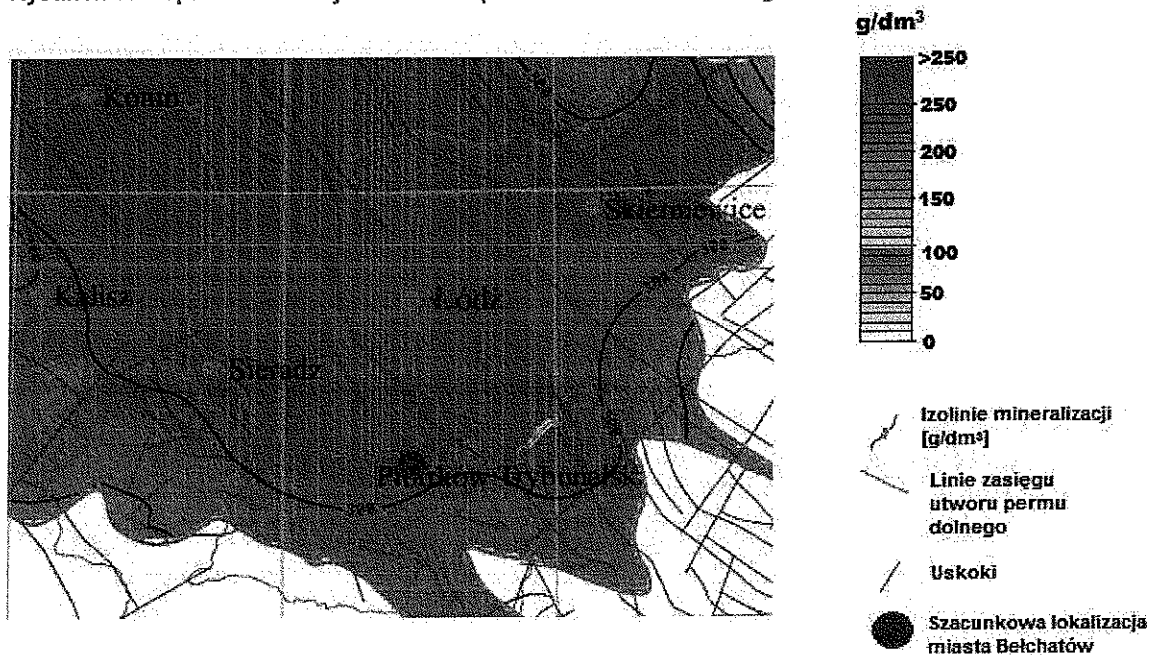 g/dm³
>250
250
200
150
100
50
0
Konin
Skierniewice
Kalisz
Łódź
Sieradz
Piotrków Trybunalski
Izolinie mineralizacji
[g/dm³]
Linie zasięgu
utworu permu
dolnego
Uskoki
Szacunkowa lokalizacja
miasta Bełchatów